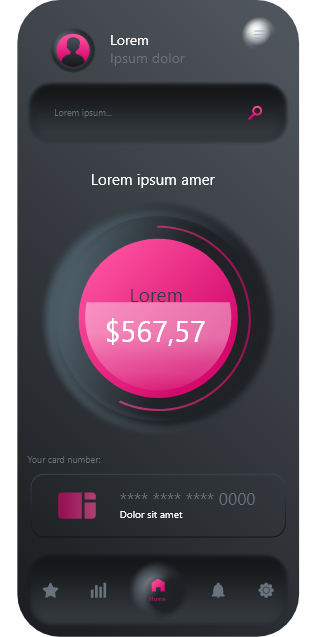 Lorem
Ipsum dolor
Lorem ipsum...
Lorem ipsum amer
Lorem
$567,57
Your card number:
**** **** **** 0000
Dolor sit amet
Home